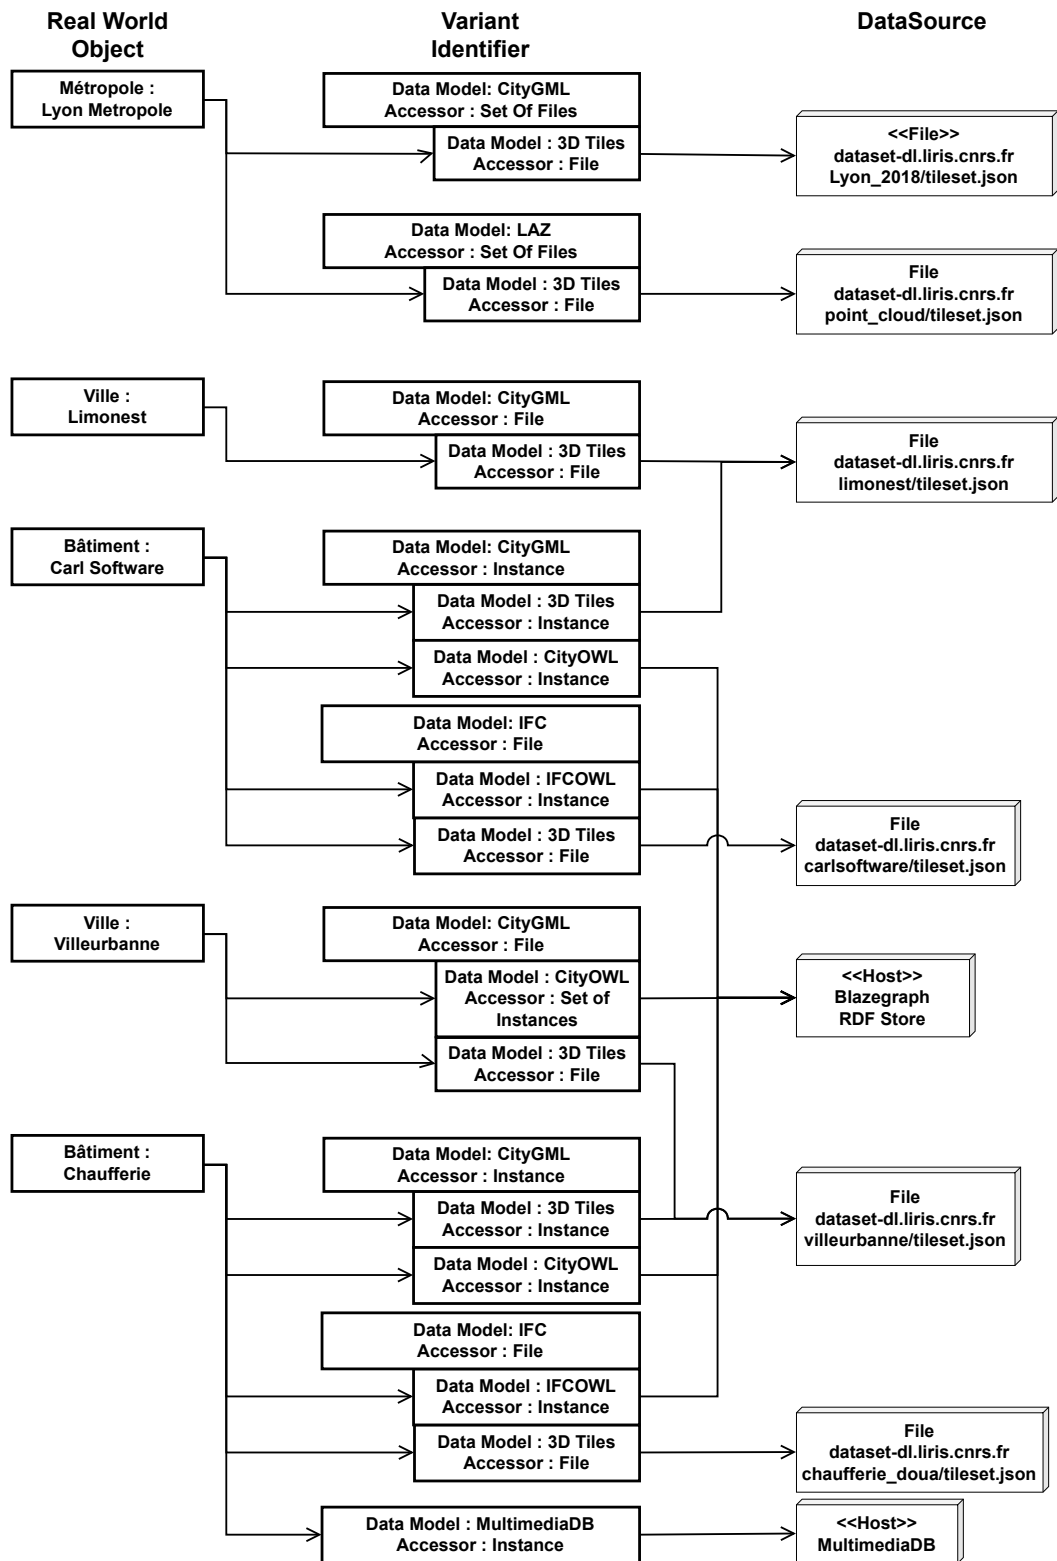 Real World
Object
Variant
Identifier
DataSource
Métropole :
Lyon Metropole
Data Model: CityGML
Accessor : Set Of Files
Data Model : 3D Tiles
Accessor : File
<<File>>
dataset-dl.liris.cnrs.fr
Lyon_2018/tileset.json
Data Model: LAZ
Accessor : Set Of Files
Data Model : 3D Tiles
Accessor : File
File
dataset-dl.liris.cnrs.fr
point_cloud/tileset.json
Ville :
Limonest
Data Model: CityGML
Accessor : File
Data Model : 3D Tiles
Accessor : File
File
dataset-dl.liris.cnrs.fr
limonest/tileset.json
Bâtiment :
Carl Software
Data Model: CityGML
Accessor : Instance
Data Model : 3D Tiles
Accessor : Instance
Data Model : CityOWL
Accessor : Instance
Data Model: IFC
Accessor : File
Data Model : IFCOWL
Accessor : Instance
Data Model : 3D Tiles
Accessor : File
File
dataset-dl.liris.cnrs.fr
carlsoftware/tileset.json
Ville :
Villeurbanne
Data Model: CityGML
Accessor : File
Data Model : CityOWL
Accessor : Set of
Instances
Data Model : 3D Tiles
Accessor : File
<<Host>>
Blazegraph
RDF Store
Bâtiment :
Chaufferie
Data Model: CityGML
Accessor : Instance
Data Model : 3D Tiles
Accessor : Instance
Data Model : CityOWL
Accessor : Instance
File
dataset-dl.liris.cnrs.fr
villeurbanne/tileset.json
Data Model: IFC
Accessor : File
Data Model : IFCOWL
Accessor : Instance
Data Model : 3D Tiles
Accessor : File
File
dataset-dl.liris.cnrs.fr
chaufferie_doua/tileset.json
Data Model : MultimediaDB
Accessor : Instance
<<Host>>
MultimediaDB